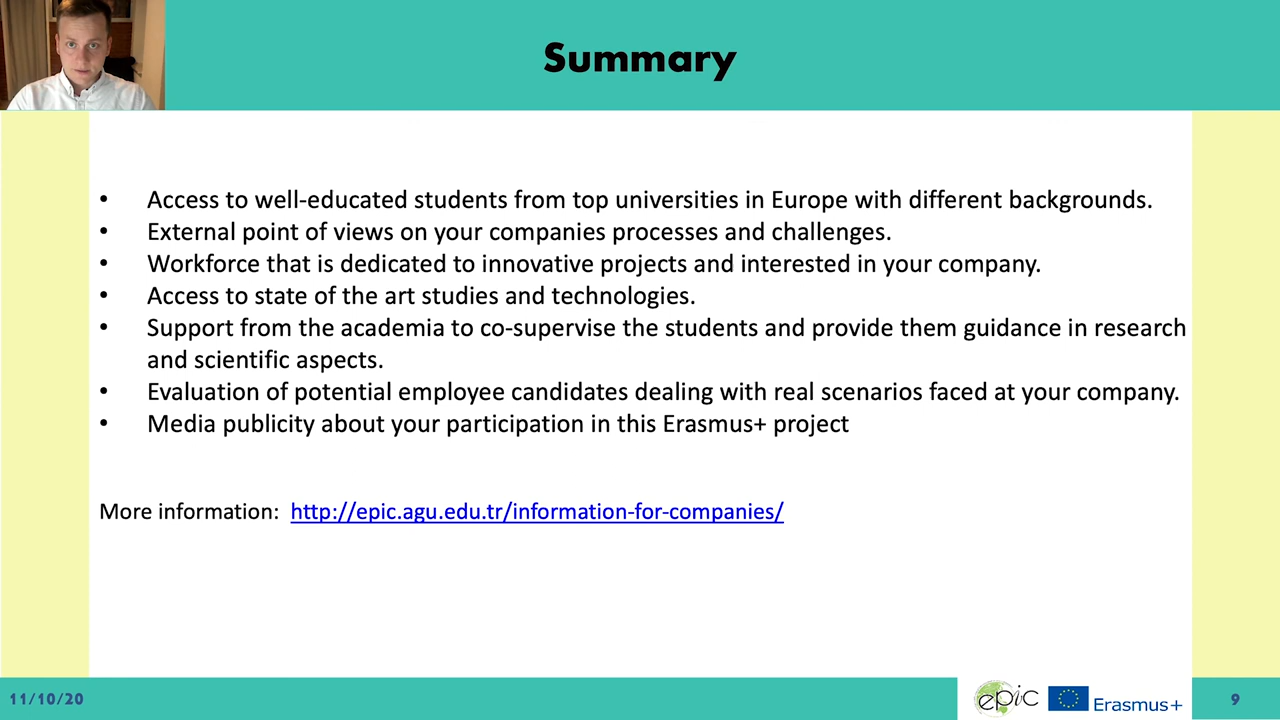 Summary
• Access to well-educated students from top universities in Europe with different backgrounds.
• External point of views on your companies processes and challenges.
• Workforce that is dedicated to innovative projects and interested in your company.
• Access to state of the art studies and technologies.
• Support from the academia to co-supervise the students and provide them guidance in research
and scientific aspects.
• Evaluation of potential employee candidates dealing with real scenarios faced at your company.
• Media publicity about your participation in this Erasmus+ project
More information: http://epic.agu.edu.tr/information-for-companies/
11/10/20
epic
Erasmus+
9